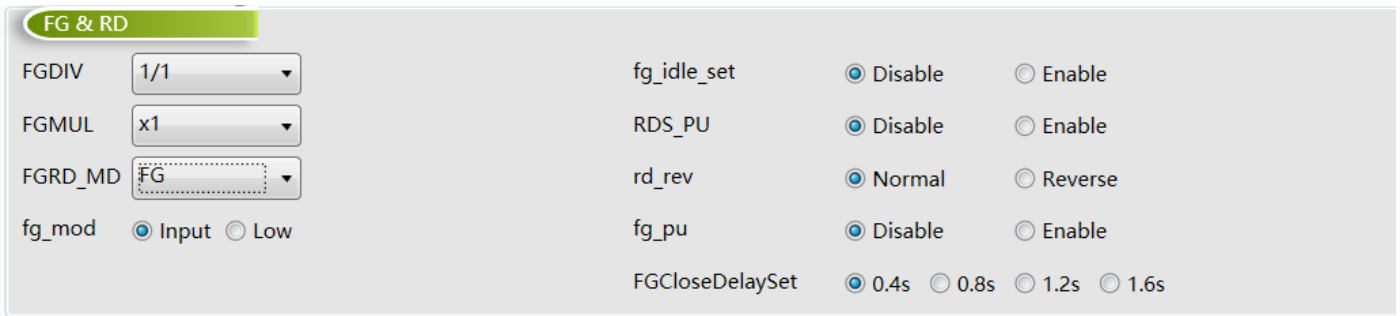 FG & RD
FGDIV 1/1 fg_idle_set Disable Enable
FGMUL x1 RDS_PU Disable Enable
FGRD_MD FG rd_rev Normal Reverse
fg_mod Input Low fg_pu Disable Enable
FGCloseDelaySet 0.4s 0.8s 1.2s 1.6s